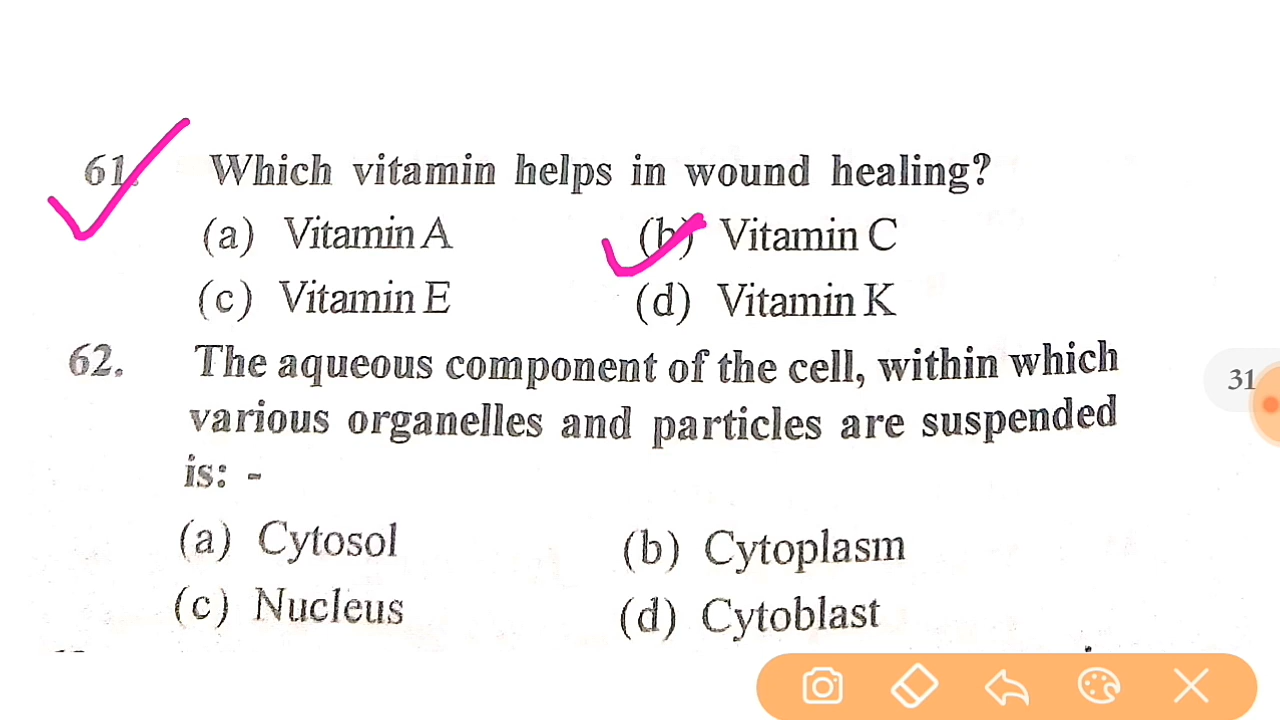 61. Which vitamin helps in wound healing?
(a) Vitamin A (b) Vitamin C
(c) Vitamin E (d) Vitamin K
62. The aqueous component of the cell, within which
various organelles and particles are suspended
is: -
31
(a) Cytosol (b) Cytoplasm
(c) Nucleus (d) Cytoblast